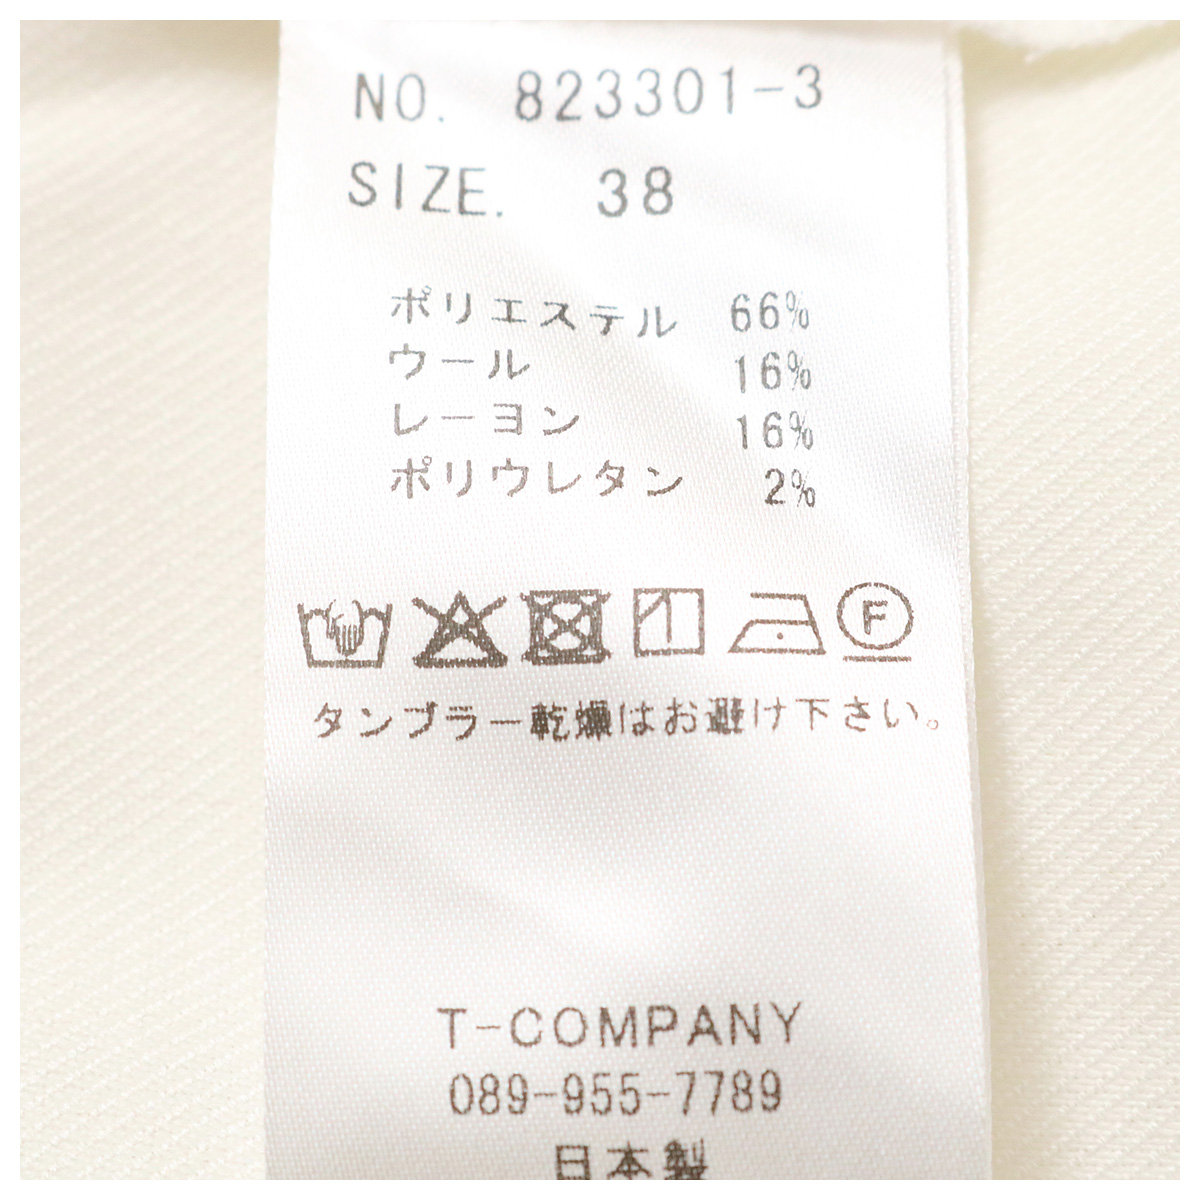 NO. 823301-3
SIZE. 38
ポリエステル 66%
ウール 16%
レーヨン 16%
ポリウレタン 2%
F
タンブラー乾燥はお避け下さい。
T-COMPANY
089-955-7789
日本製